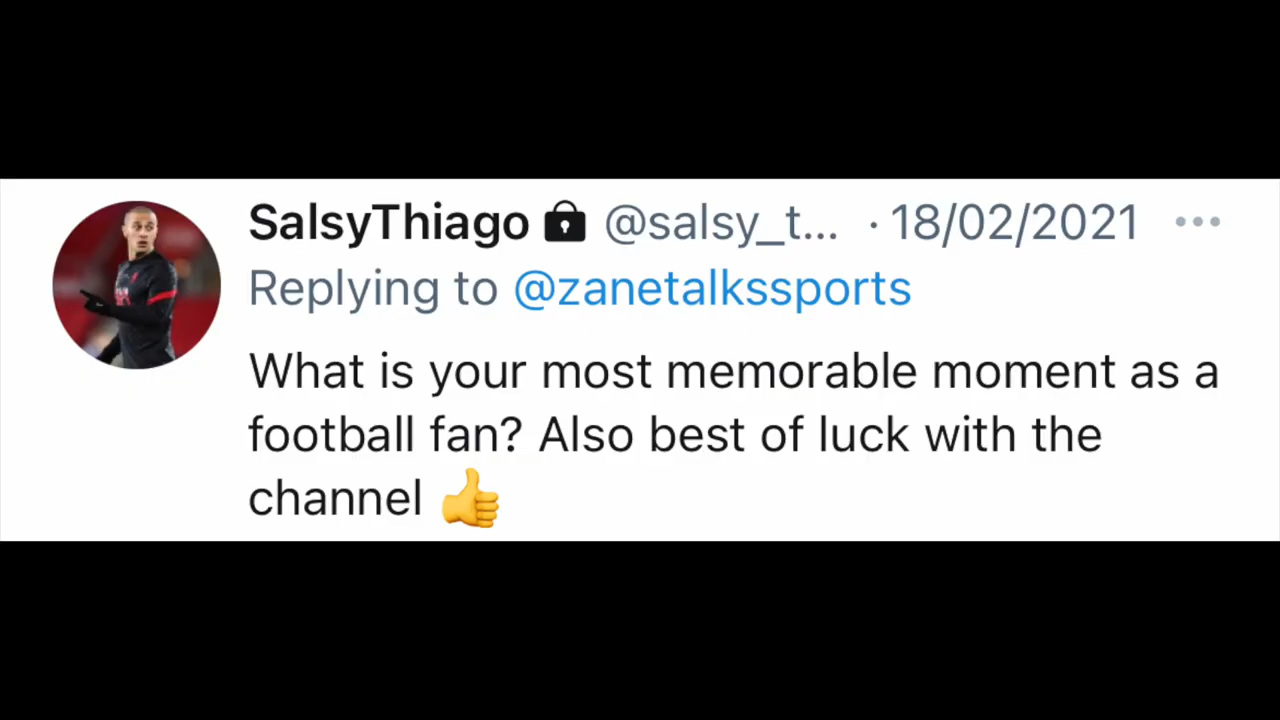 SalsyThiago🔒 @salsy_t... · 18/02/2021 •••
Replying to @zanetalkssports
What is your most memorable moment as a
football fan? Also best of luck with the
channel 👍